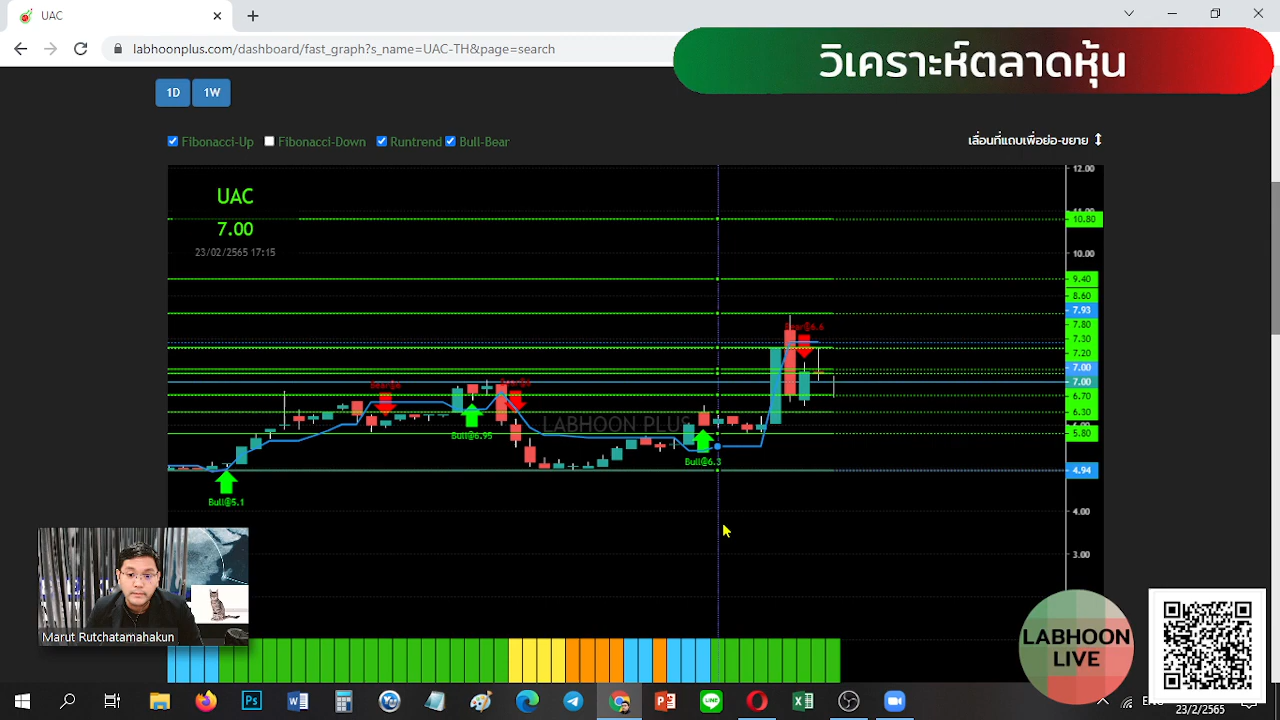 UAC
labhoonplus.com/dashboard/fast_graph?s_name=UAC-TH&page=search
วิเคราะห์ตลาดหุ้น
1D
1W
Fibonacci-Up
Fibonacci-Down
Runtrend
Bull-Bear
เลื่อนที่แถบเพื่อย่อ-ขยาย
UAC
7.00
23/02/2565 17:15
12.00
10.80
10.00
9.40
8.60
7.93
7.80
7.30
7.20
7.00
7.00
6.70
6.30
5.80
4.94
4.00
3.00
Bear@6.6
Bull@6.95
LABHOON PLUS
Bull@6.3
Bull@5.1
Marut Rutchatamahakun
LABHOON
LIVE
23/2/2565